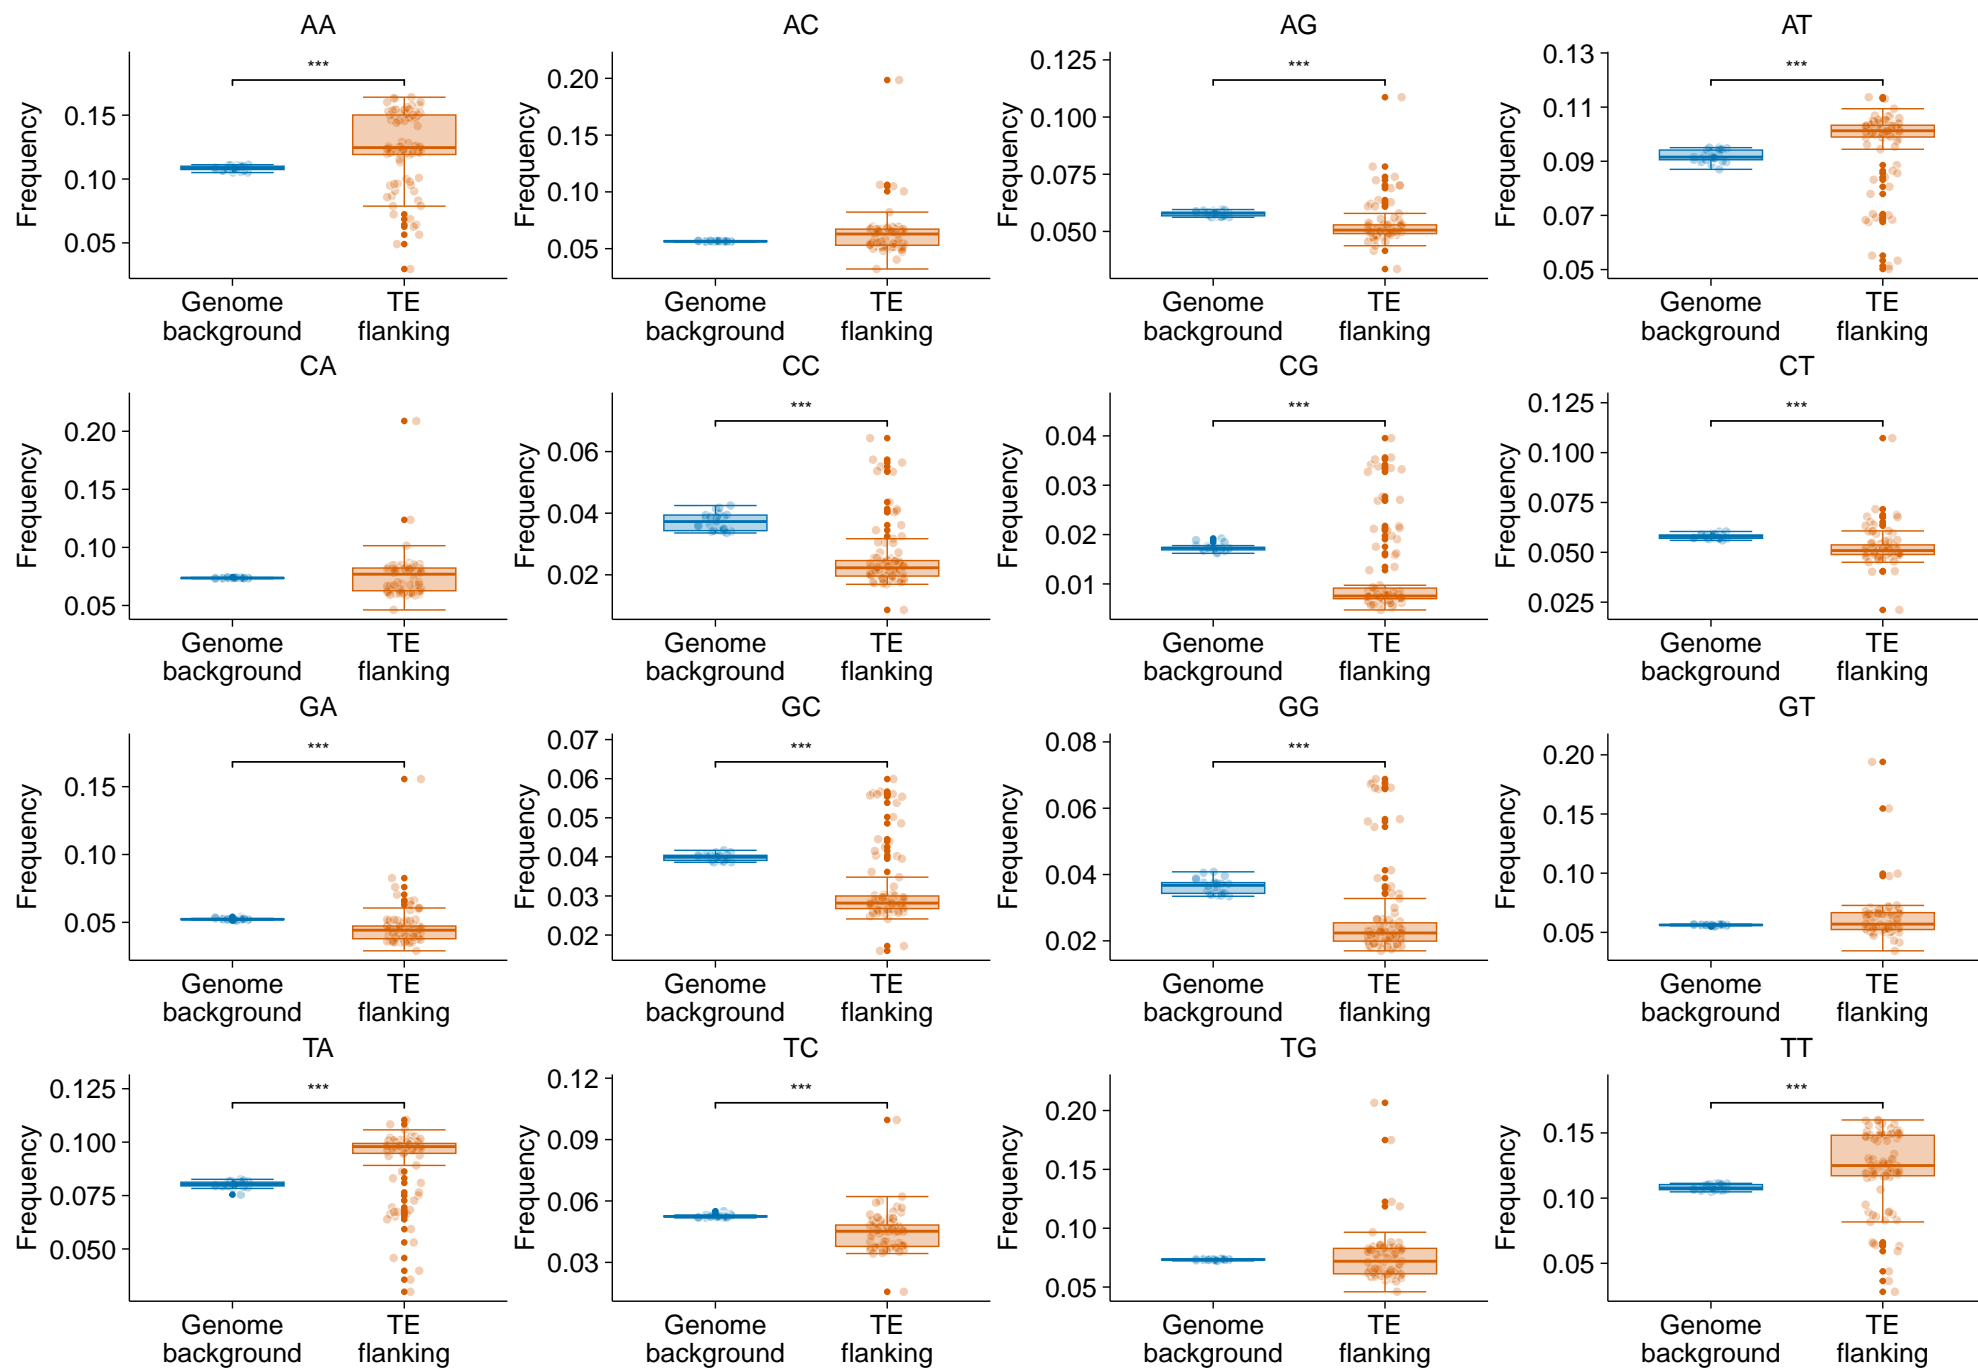 AA
***
0.15
0.10
0.05
Frequency
Genome
background
TE
flanking
AC
0.20
0.15
0.10
0.05
Frequency
Genome
background
TE
flanking
AG
***
0.125
0.100
0.075
0.050
Frequency
Genome
background
TE
flanking
AT
***
0.13
0.11
0.09
0.07
0.05
Frequency
Genome
background
TE
flanking
CA
0.20
0.15
0.10
0.05
Frequency
Genome
background
TE
flanking
CC
***
0.06
0.04
0.02
Frequency
Genome
background
TE
flanking
CG
***
0.04
0.03
0.02
0.01
Frequency
Genome
background
TE
flanking
CT
***
0.125
0.100
0.075
0.050
0.025
Frequency
Genome
background
TE
flanking
GA
***
0.15
0.10
0.05
Frequency
Genome
background
TE
flanking
GC
***
0.07
0.06
0.05
0.04
0.03
0.02
Frequency
Genome
background
TE
flanking
GG
***
0.08
0.06
0.04
0.02
Frequency
Genome
background
TE
flanking
GT
0.20
0.15
0.10
0.05
Frequency
Genome
background
TE
flanking
TA
***
0.125
0.100
0.075
0.050
Frequency
Genome
background
TE
flanking
TC
***
0.12
0.09
0.06
0.03
Frequency
Genome
background
TE
flanking
TG
0.20
0.15
0.10
0.05
Frequency
Genome
background
TE
flanking
TT
***
0.15
0.10
0.05
Frequency
Genome
background
TE
flanking